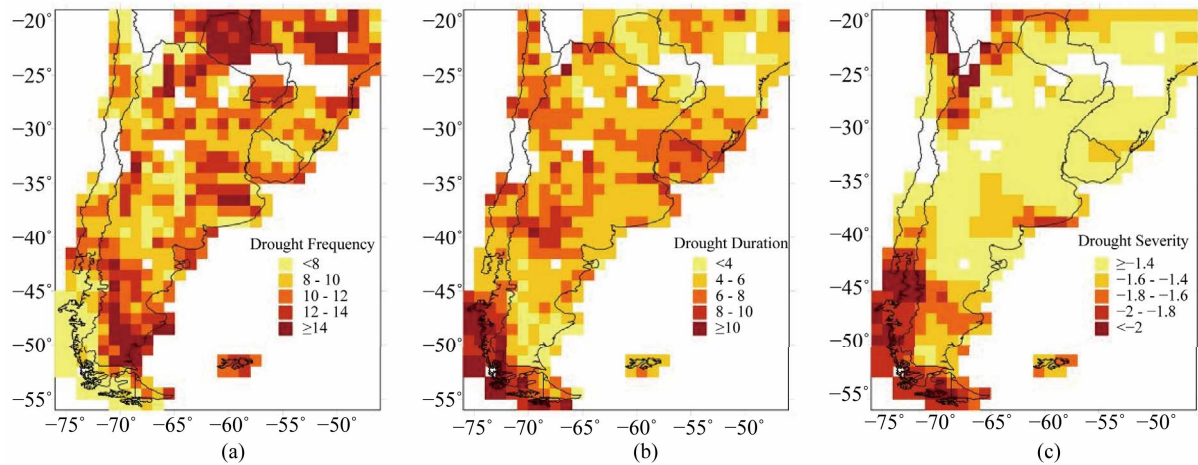 −20°
−25°
−30°
−35°
−40°
−45°
−50°
−55°
Drought Frequency
<8
8 - 10
10 - 12
12 - 14
≥14
−75° −70° −65° −60° −55° −50°
(a)
−20°
−25°
−30°
−35°
−40°
−45°
−50°
−55°
Drought Duration
<4
4 - 6
6 - 8
8 - 10
≥10
−75° −70° −65° −60° −55° −50°
(b)
−20°
−25°
−30°
−35°
−40°
−45°
−50°
−55°
Drought Severity
≥−1.4
−1.6 - −1.4
−1.8 - −1.6
−2 - −1.8
<−2
−75° −70° −65° −60° −55° −50°
(c)